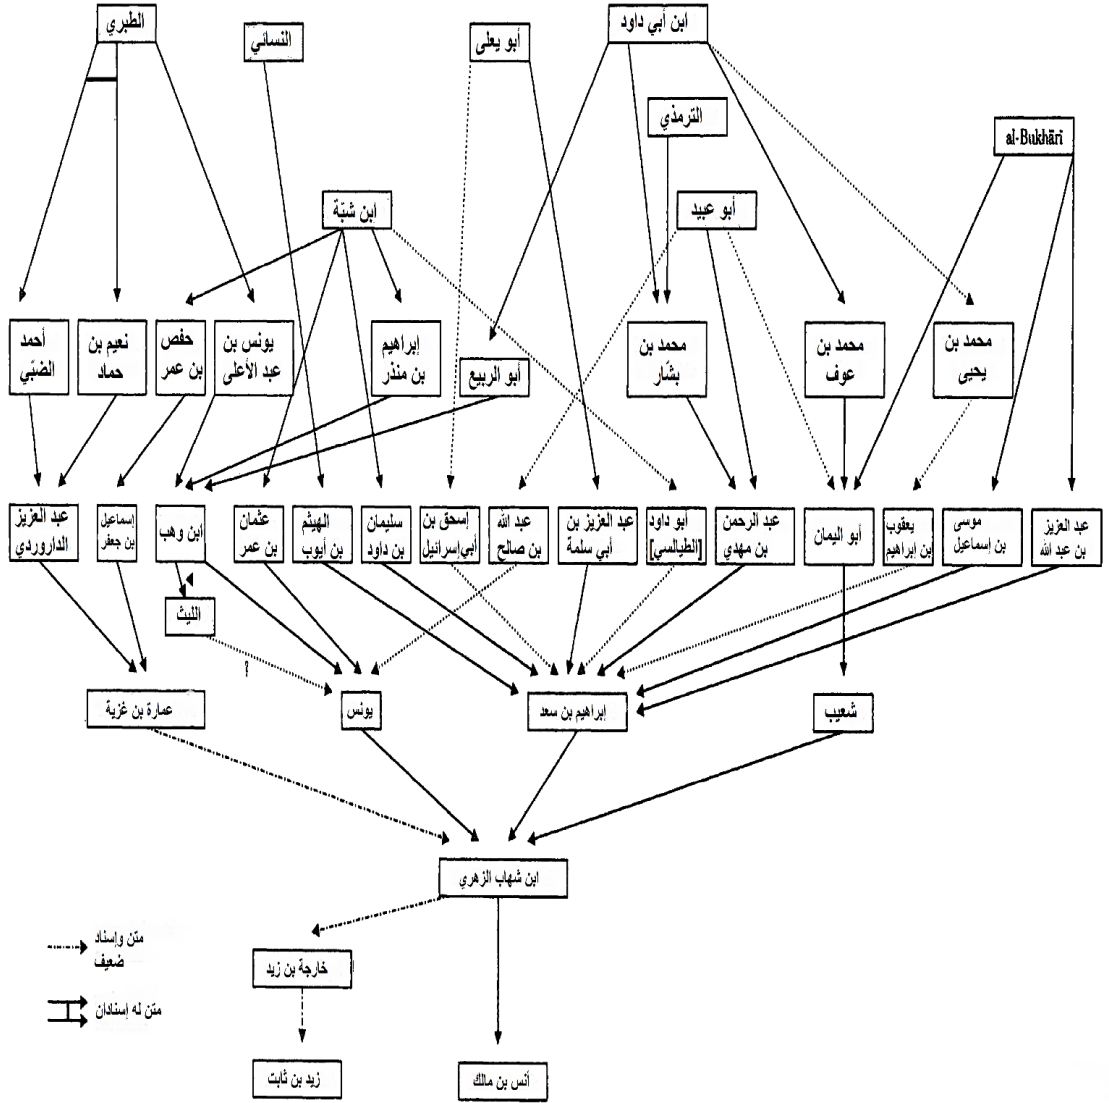 الطبري
النسائي
أبو يعلى
ابن أبي داود
الترمذي
al-Bukhārī
ابن شبّة
أبو عبيد
أحمد
الضبّي
نعيم بن
حماد
حفص
بن عمر
يونس بن
عبد الأعلى
إبراهيم
بن منذر
أبو الربيع
محمد بن
بشار
محمد بن
عوف
محمد بن
يحيى
عبد العزيز
الداروردي
إسماعيل
بن جعفر
ابن وهب
عثمان
بن عمر
الهيثم
بن أيوب
سليمان
بن داود
إسحق بن
أبي إسرائيل
عبد الله
بن صالح
عبد العزيز بن
أبي سلمة
أبو داود
[الطيالسي]
عبد الرحمن
بن مهدي
أبو اليمان
يعقوب
بن إبراهيم
موسى
بن إسماعيل
عبد العزيز
بن عبد الله
الليث
؟
عمارة بن غزية
يونس
إبراهيم بن سعد
شعيب
ابن شهاب الزهري
خارجة بن زيد
زيد بن ثابت
أنس بن مالك
متن وإسناد
ضعيف
متن له إسنادان